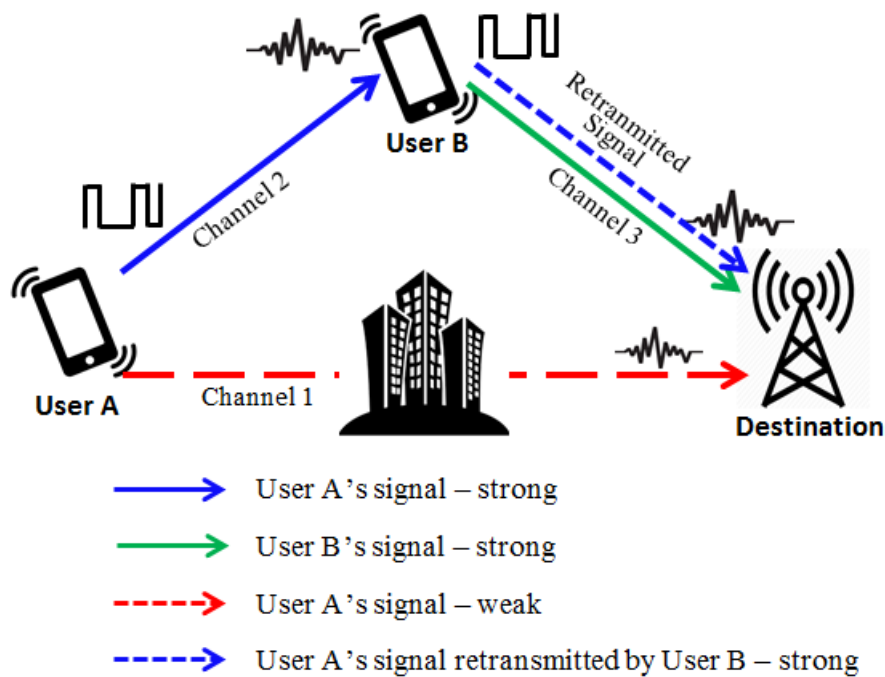 User B
Retranmitted
Signal
Channel 2
Channel 3
User A
Channel 1
Destination
User A's signal – strong
User B's signal – strong
User A's signal – weak
User A's signal retransmitted by User B – strong